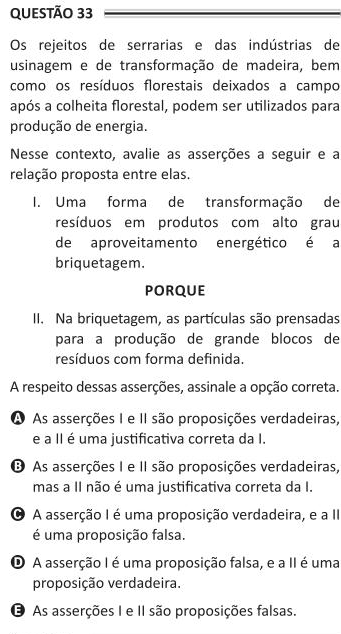 QUESTÃO 33
Os rejeitos de serrarias e das indústrias de
usinagem e de transformação de madeira, bem
como os resíduos florestais deixados a campo
após a colheita florestal, podem ser utilizados para
produção de energia.
Nesse contexto, avalie as asserções a seguir e a
relação proposta entre elas.
I. Uma forma de transformação de
resíduos em produtos com alto grau
de aproveitamento energético é a
briquetagem.
PORQUE
II. Na briquetagem, as partículas são prensadas
para a produção de grande blocos de
resíduos com forma definida.
A respeito dessas asserções, assinale a opção correta.
A As asserções I e II são proposições verdadeiras,
e a II é uma justificativa correta da I.
B As asserções I e II são proposições verdadeiras,
mas a II não é uma justificativa correta da I.
C A asserção I é uma proposição verdadeira, e a II
é uma proposição falsa.
D A asserção I é uma proposição falsa, e a II é uma
proposição verdadeira.
E As asserções I e II são proposições falsas.